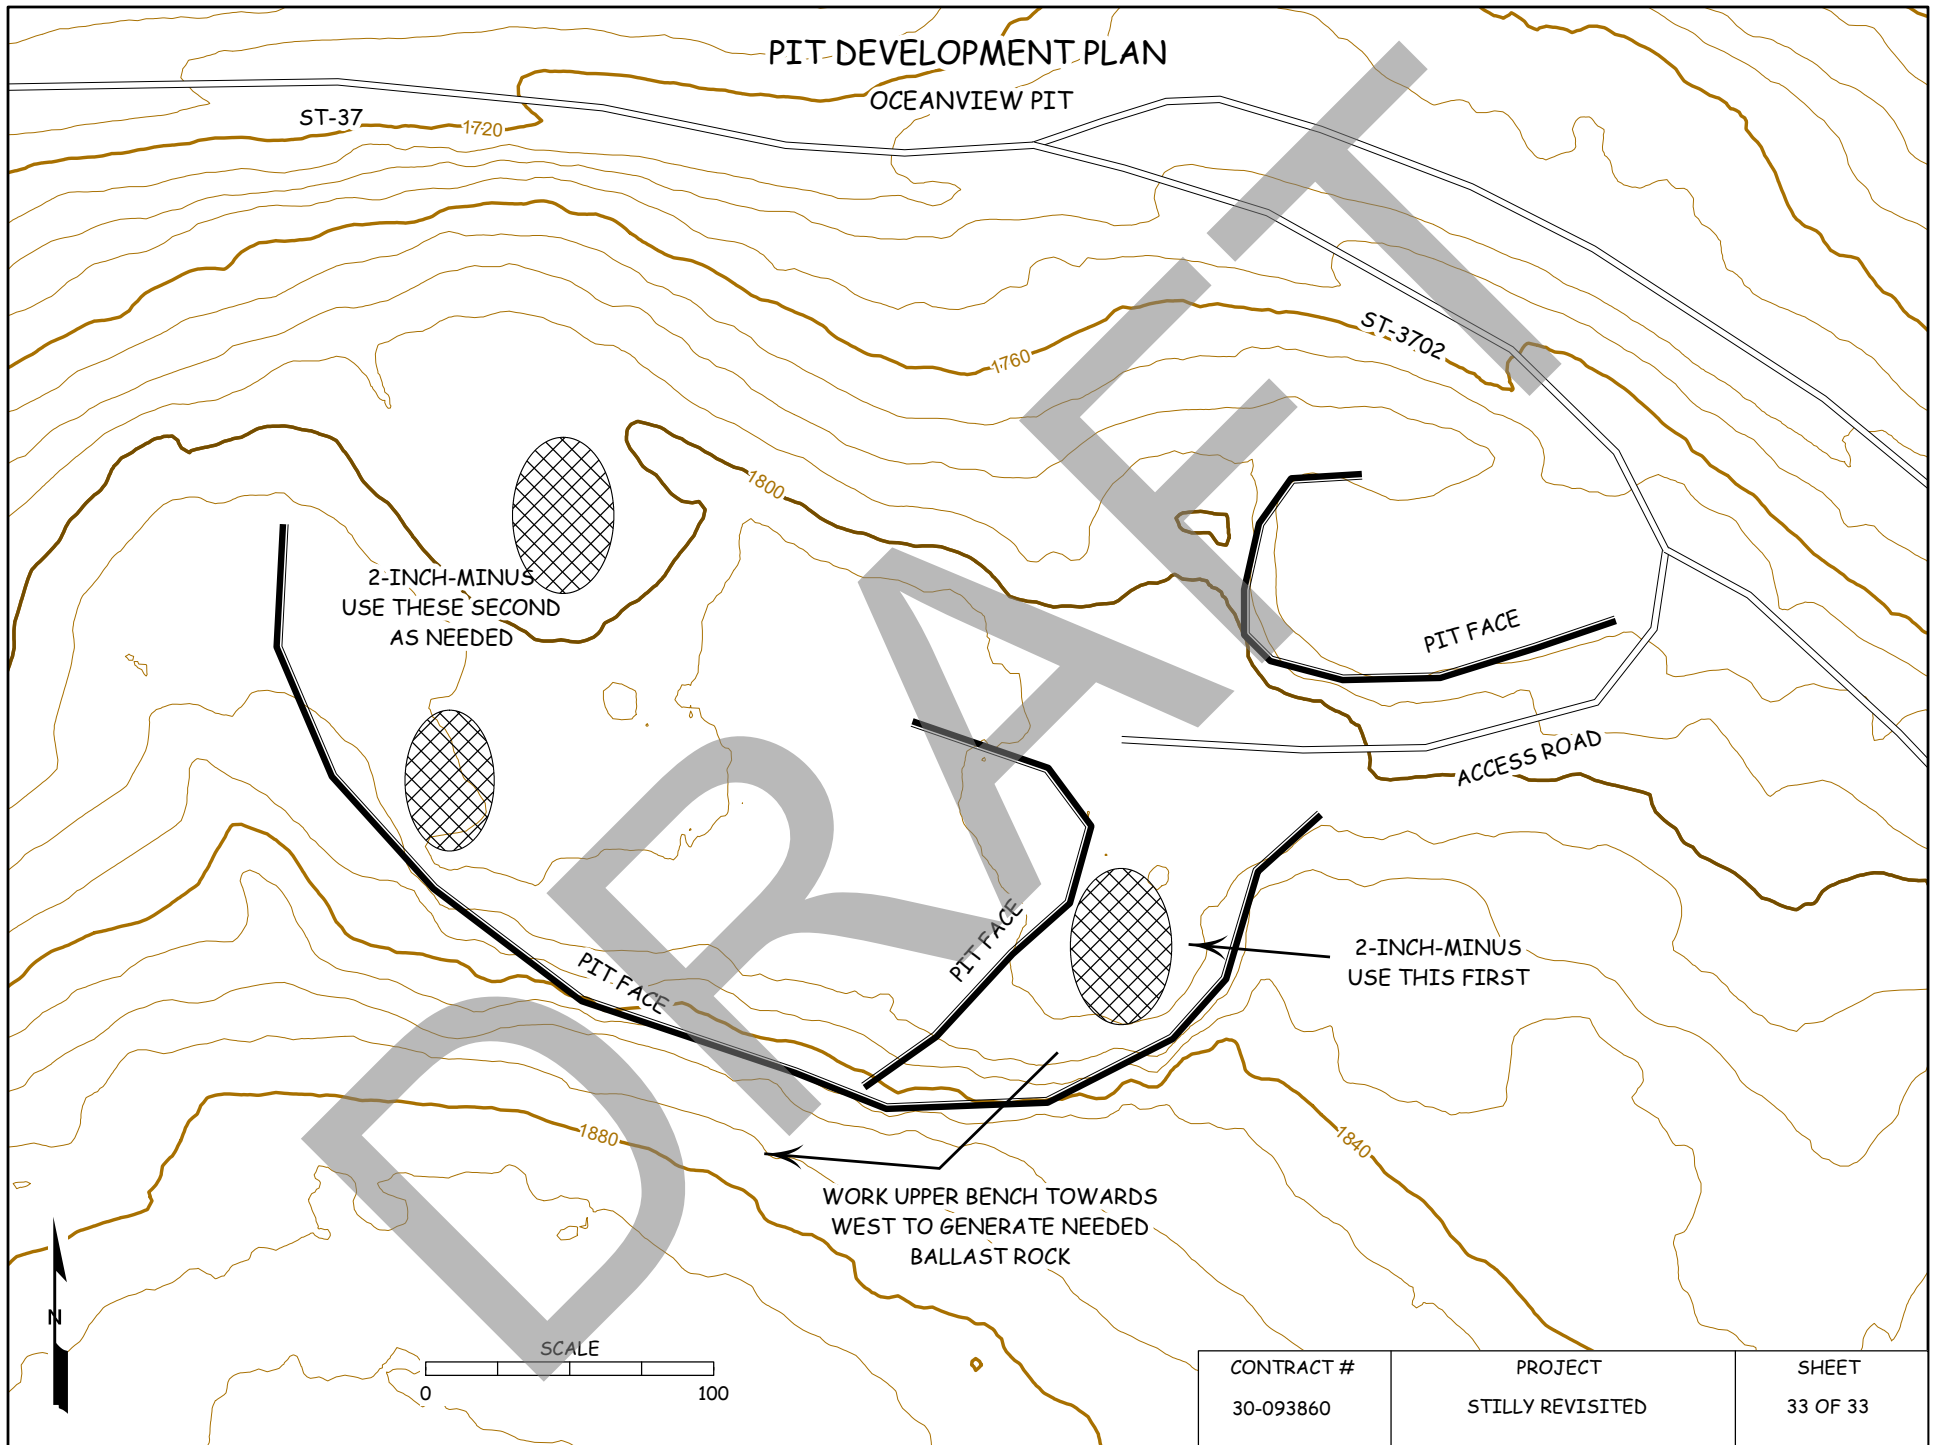 PIT DEVELOPMENT PLAN
OCEANVIEW PIT
ST-37
1720
1760
ST-3702
1800
2-INCH-MINUS
USE THESE SECOND
AS NEEDED
PIT FACE
ACCESS ROAD
PIT FACE
PIT FACE
2-INCH-MINUS
USE THIS FIRST
1880
1840
WORK UPPER BENCH TOWARDS
WEST TO GENERATE NEEDED
BALLAST ROCK
DRAFT
N
SCALE
0 100
CONTRACT # PROJECT SHEET
30-093860 STILLY REVISITED 33 OF 33